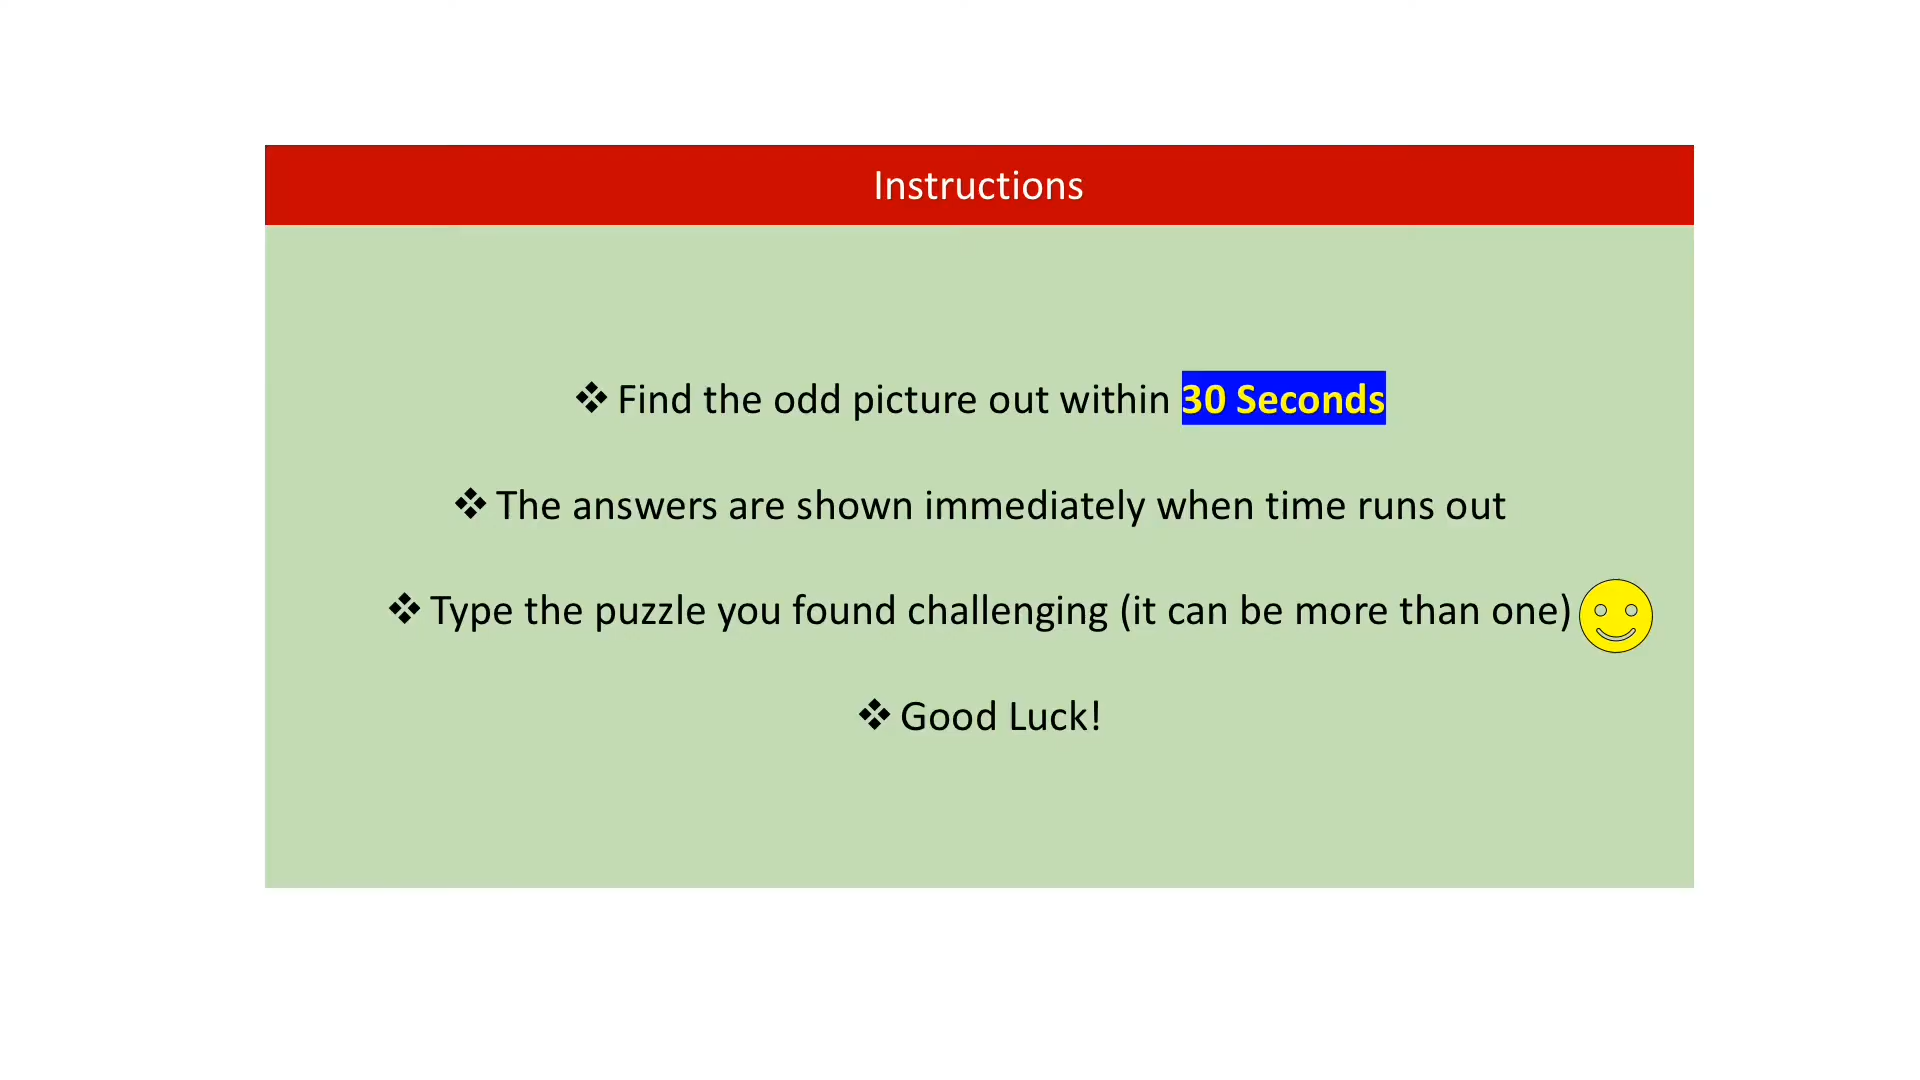 Instructions
❖ Find the odd picture out within 30 Seconds
❖ The answers are shown immediately when time runs out
❖ Type the puzzle you found challenging (it can be more than one)
❖ Good Luck!